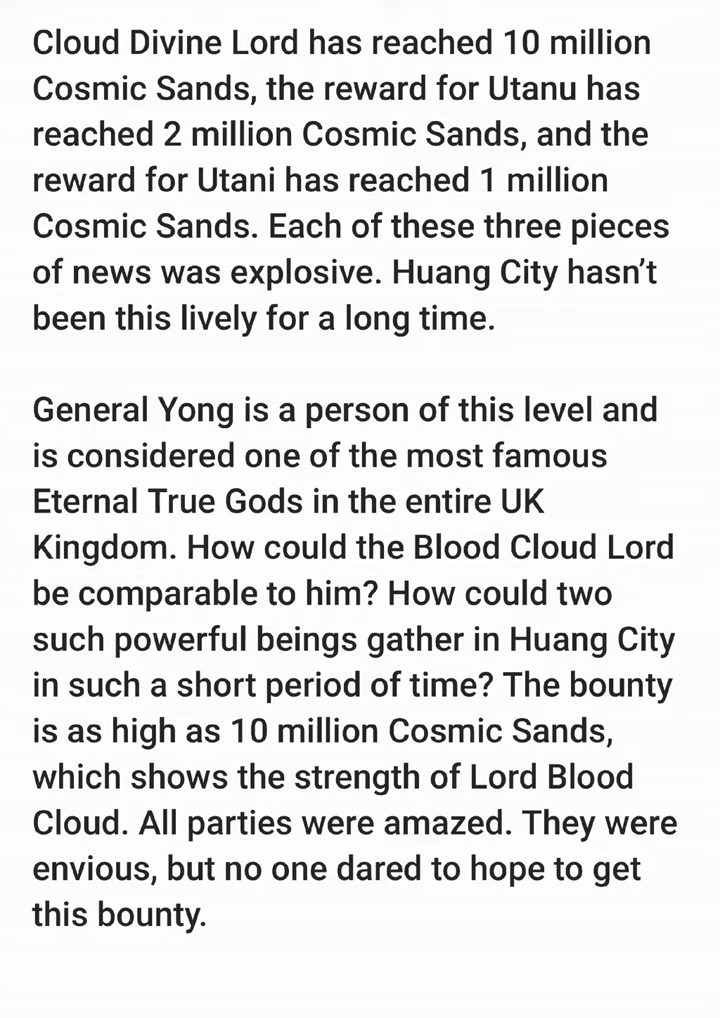 Cloud Divine Lord has reached 10 million
Cosmic Sands, the reward for Utanu has
reached 2 million Cosmic Sands, and the
reward for Utani has reached 1 million
Cosmic Sands. Each of these three pieces
of news was explosive. Huang City hasn’t
been this lively for a long time.
General Yong is a person of this level and
is considered one of the most famous
Eternal True Gods in the entire UK
Kingdom. How could the Blood Cloud Lord
be comparable to him? How could two
such powerful beings gather in Huang City
in such a short period of time? The bounty
is as high as 10 million Cosmic Sands,
which shows the strength of Lord Blood
Cloud. All parties were amazed. They were
envious, but no one dared to hope to get
this bounty.